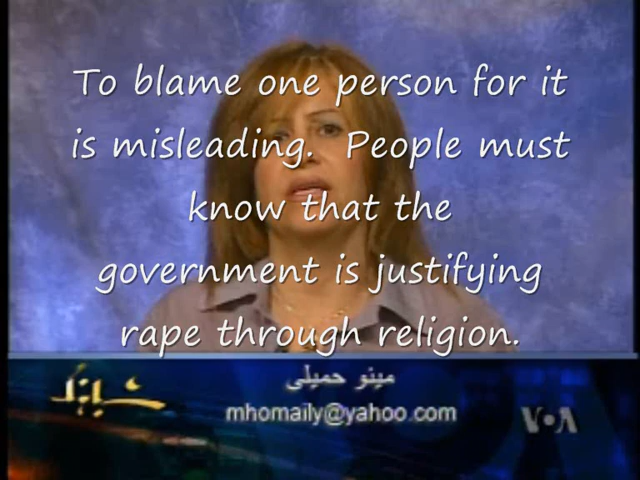 To blame one person for it
is misleading. People must
know that the
government is justifying
rape through religion.
مینو حمیلی
mhomaily@yahoo.com
شباهنگ
VOA